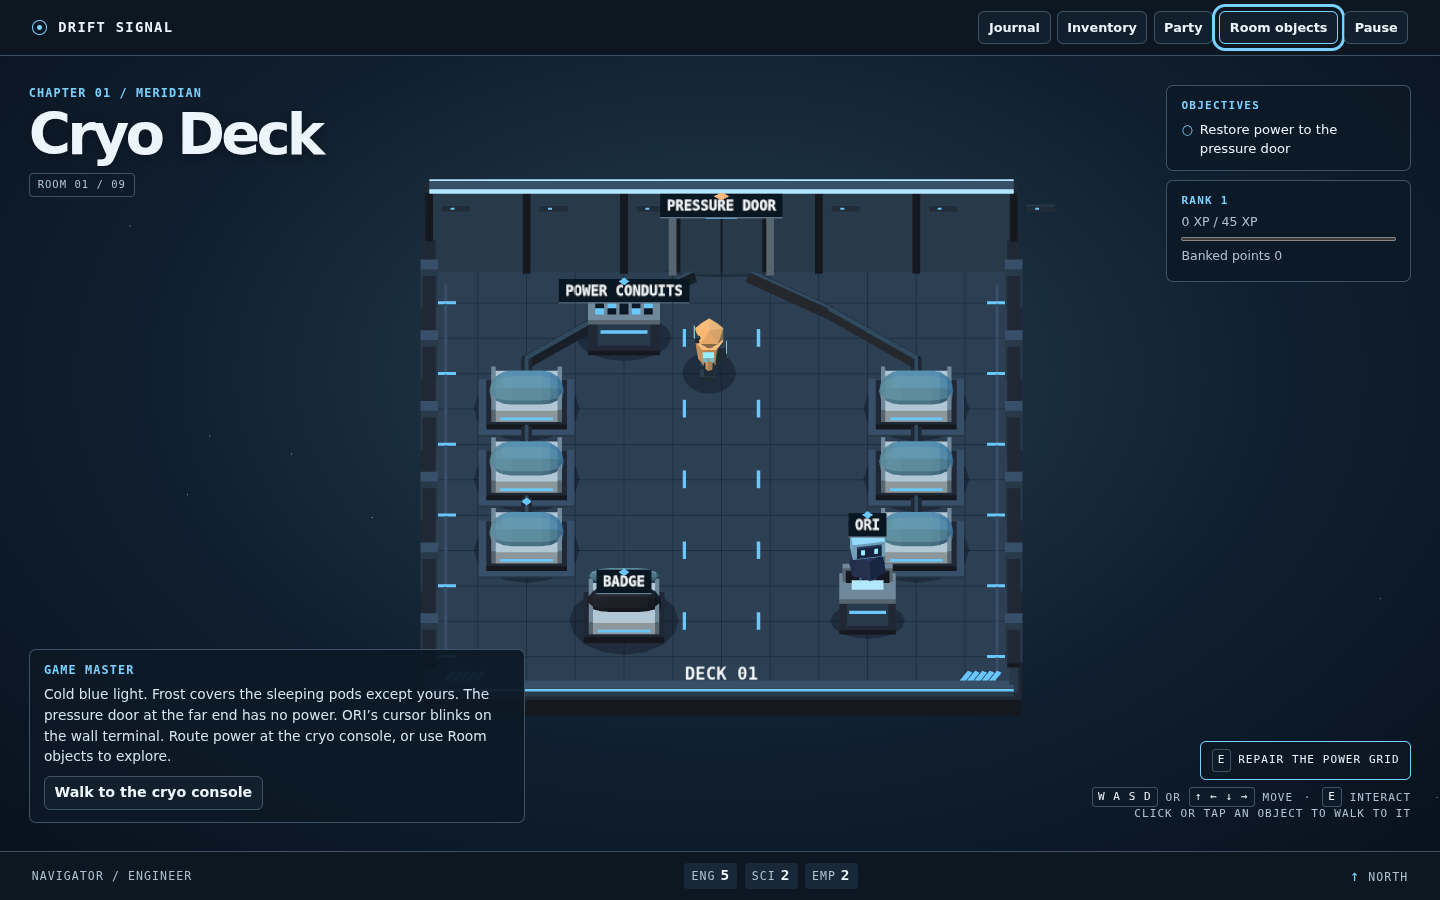 DRIFT SIGNAL
Journal
Inventory
Party
Room objects
Pause
CHAPTER 01 / MERIDIAN
Cryo Deck
ROOM 01 / 09
OBJECTIVES
Restore power to the
pressure door
RANK 1
0 XP / 45 XP
Banked points 0
PRESSURE DOOR
POWER CONDUITS
ORI
BADGE
DECK 01
GAME MASTER
Cold blue light. Frost covers the sleeping pods except yours. The
pressure door at the far end has no power. ORI’s cursor blinks on
the wall terminal. Route power at the cryo console, or use Room
objects to explore.
Walk to the cryo console
E REPAIR THE POWER GRID
W A S D OR ↑ ← ↓ → MOVE · E INTERACT
CLICK OR TAP AN OBJECT TO WALK TO IT
NAVIGATOR / ENGINEER
ENG 5
SCI 2
EMP 2
↑ NORTH